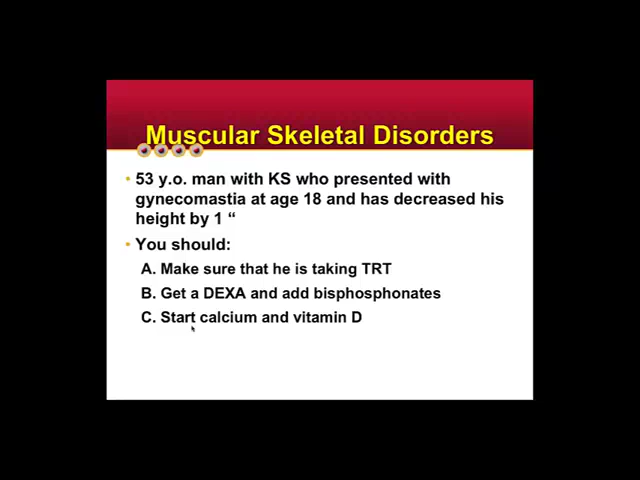 Muscular Skeletal Disorders
• 53 y.o. man with KS who presented with
gynecomastia at age 18 and has decreased his
height by 1 “
• You should:
A. Make sure that he is taking TRT
B. Get a DEXA and add bisphosphonates
C. Start calcium and vitamin D